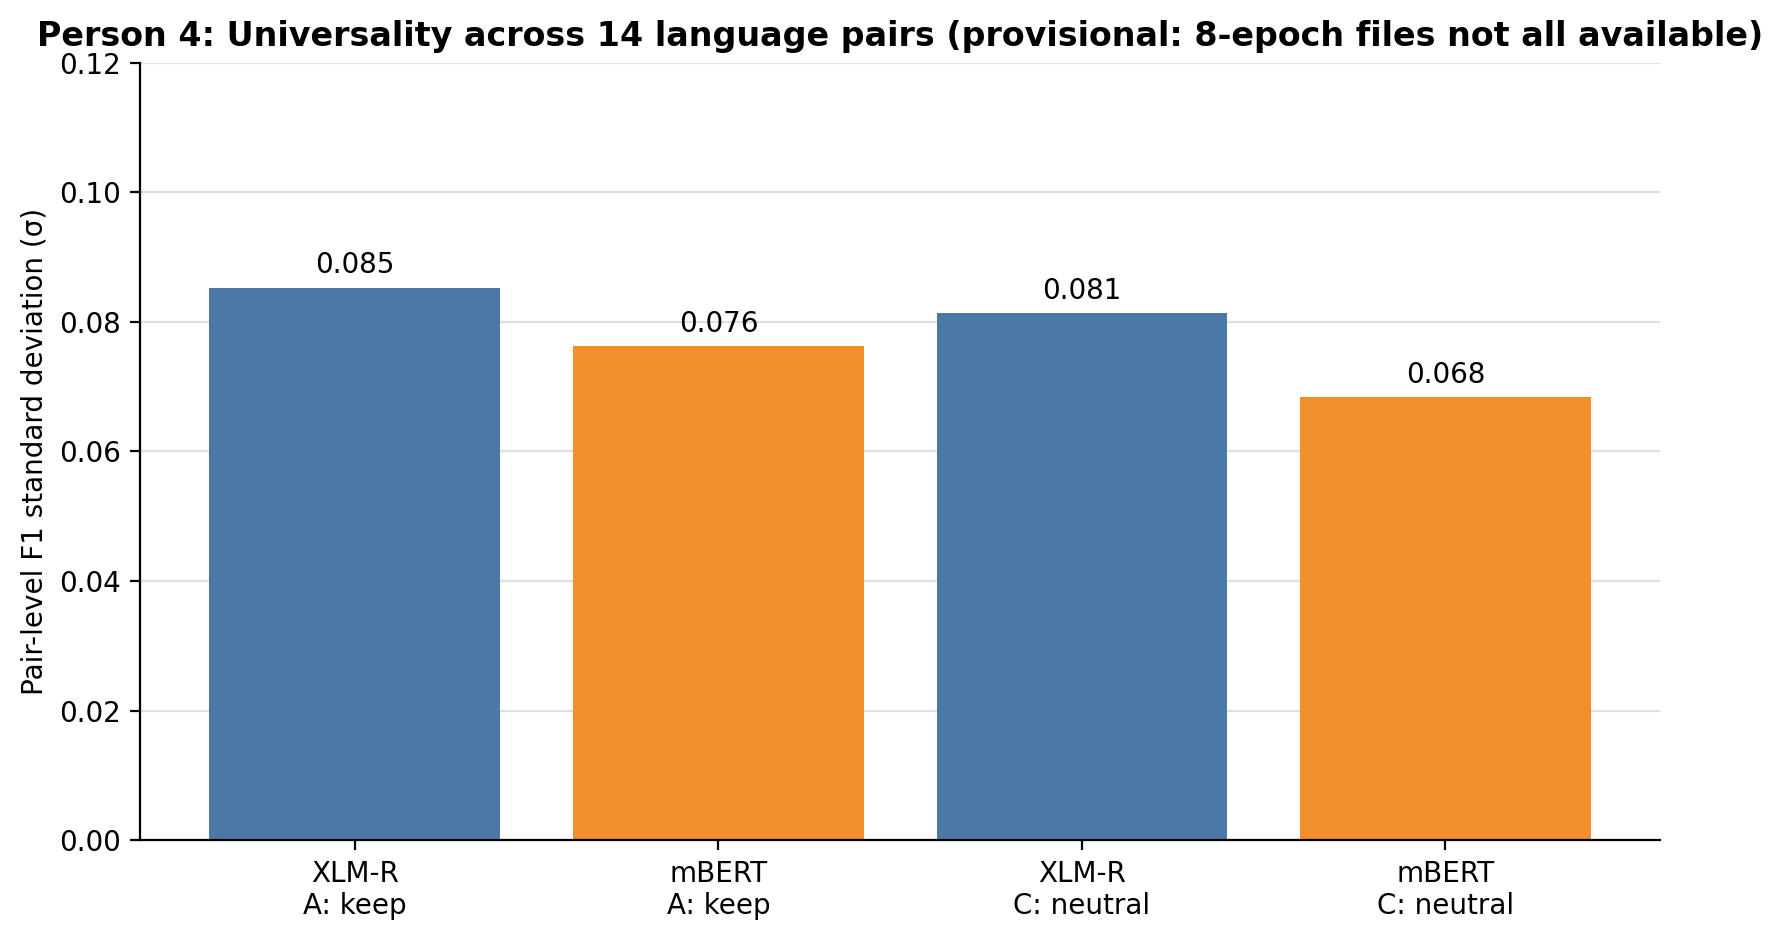 Person 4: Universality across 14 language pairs (provisional: 8-epoch files not all available)
Pair-level F1 standard deviation (σ)
0.12
0.10
0.08
0.06
0.04
0.02
0.00
0.085
0.076
0.081
0.068
XLM-R
A: keep
mBERT
A: keep
XLM-R
C: neutral
mBERT
C: neutral